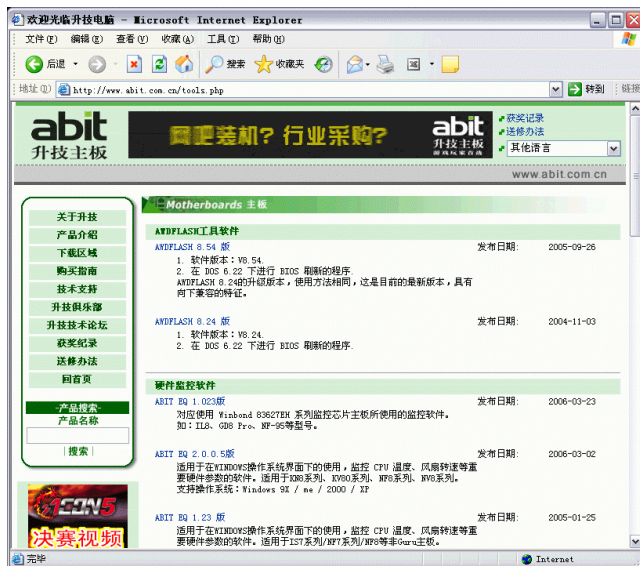 欢迎光临升技电脑 - Microsoft Internet Explorer
文件(F) 编辑(E) 查看(V) 收藏(A) 工具(T) 帮助(H)
后退 搜索 收藏夹
地址(D) http://www.abit.com.cn/tools.php 转到 链接
abit
升技主板
网吧装机? 行业采购?
abit
升技主板
获奖记录
送修办法
其他语言
www.abit.com.cn
Motherboards 主板
关于升技
产品介绍
下载区域
购买指南
技术支持
升技俱乐部
升技技术论坛
获奖纪录
送修办法
回首页
-产品搜索-
产品名称
|搜索|
决赛视频
AWDFLASH工具软件
AWDFLASH 8.54 版 发布日期: 2005-09-26
1. 软件版本：V8.54.
2. 在 DOS 6.22 下进行 BIOS 刷新的程序.
AWDFLASH 8.24的升级版本，使用方法相同，这是目前的最新版本，具有
向下兼容的特征。
AWDFLASH 8.24 版 发布日期: 2004-11-03
1. 软件版本：V8.24.
2. 在 DOS 6.22 下进行 BIOS 刷新的程序.
硬件监控软件
ABIT EQ 1.023版 发布日期: 2006-03-23
对应使用 Winbond 83627EH 系列监控芯片主板所使用的监控软件。
如：IL8、GD8 Pro、NF-95等型号。
ABIT EQ 2.0.0.5版 发布日期: 2006-03-02
适用于在WINDOWS操作系统界面下的使用，监控 CPU 温度、风扇转速等重
要硬件参数的软件。适用于KN8系列、KV80系列、NF8系列、NV8系列。
支持操作系统：Windows 9X / me / 2000 / XP
ABIT EQ 1.23 版 发布日期: 2005-01-25
适用于在WINDOWS操作系统界面下的使用，监控 CPU 温度、风扇转速等重
要硬件参数的软件。适用于IS7系列/NF7系列/NF8等非Guru主板。
完毕 Internet